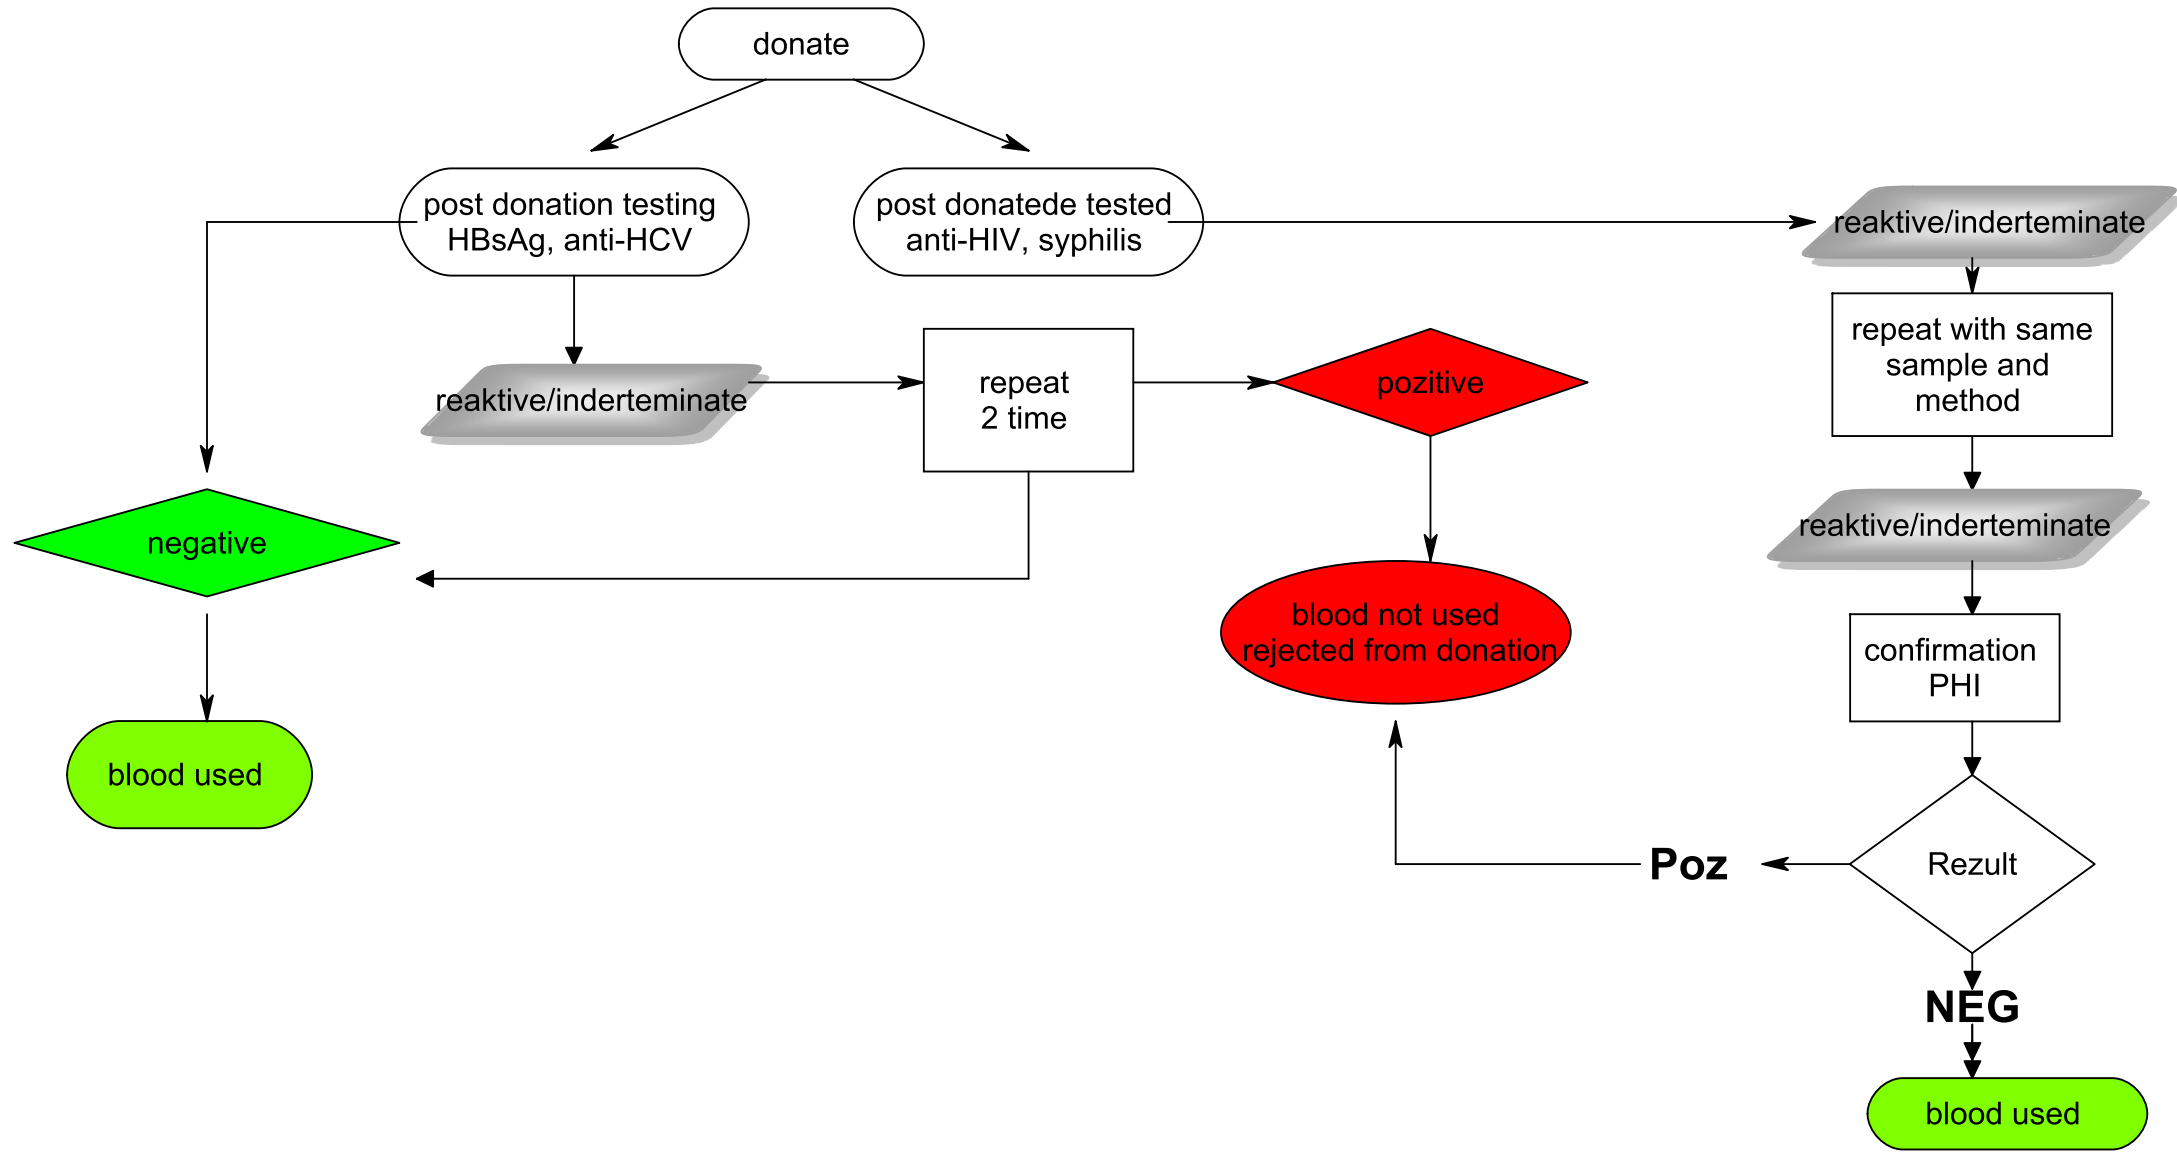 donate
post donation testing
HBsAg, anti-HCV
post donatede tested
anti-HIV, syphilis
reaktive/inderteminate
repeat with same
sample and
method
reaktive/inderteminate
repeat
2 time
pozitive
negative
reaktive/inderteminate
blood not used
rejected from donation
confirmation
PHI
blood used
Poz
Rezult
NEG
blood used